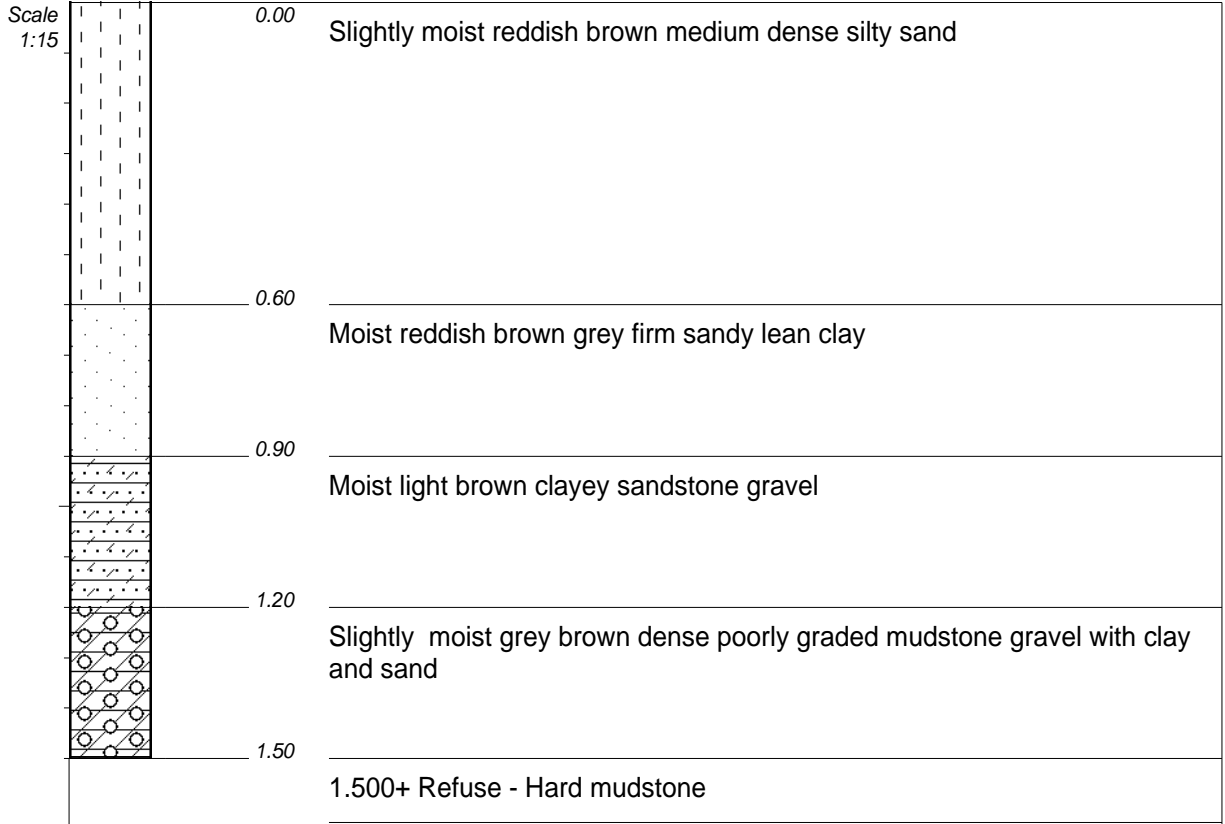 Scale
1:15
0.00
Slightly moist reddish brown medium dense silty sand
0.60
Moist reddish brown grey firm sandy lean clay
0.90
Moist light brown clayey sandstone gravel
1.20
Slightly  moist grey brown dense poorly graded mudstone gravel with clay
and sand
1.50
1.500+ Refuse - Hard mudstone